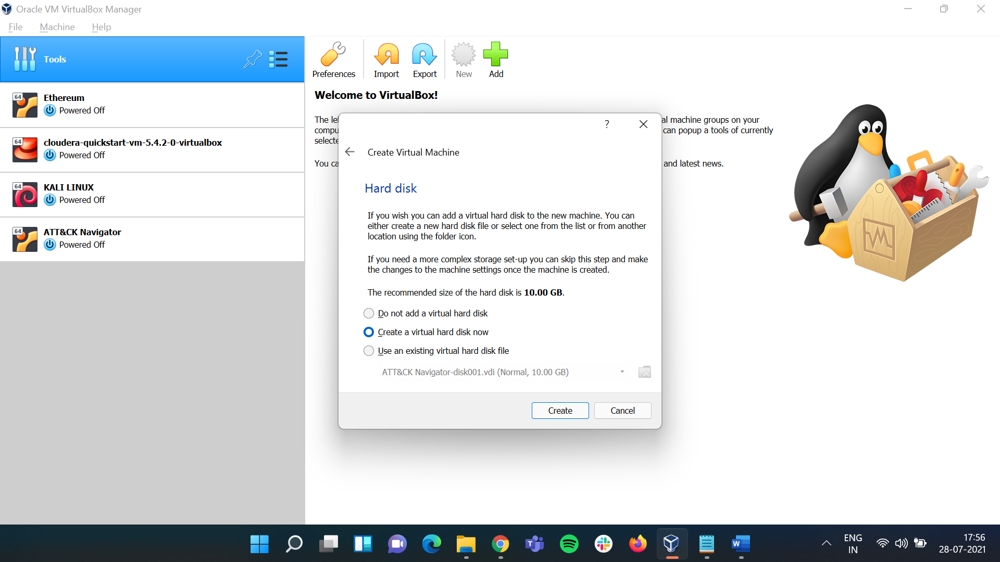 Oracle VM VirtualBox Manager
File Machine Help
Tools
Preferences Import Export New Add
64 Ethereum
Powered Off
64 cloudera-quickstart-vm-5.4.2-0-virtualbox
Powered Off
64 KALI LINUX
Powered Off
64 ATT&CK Navigator
Powered Off
Welcome to VirtualBox!
The le
al machine groups on your
compu
can popup a tools of currently
selecte
You ca
and latest news.
?
Create Virtual Machine
Hard disk
If you wish you can add a virtual hard disk to the new machine. You can
either create a new hard disk file or select one from the list or from another
location using the folder icon.
If you need a more complex storage set-up you can skip this step and make
the changes to the machine settings once the machine is created.
The recommended size of the hard disk is 10.00 GB.
Do not add a virtual hard disk
Create a virtual hard disk now
Use an existing virtual hard disk file
ATT&CK Navigator-disk001.vdi (Normal, 10.00 GB)
Create Cancel
ENG
IN
17:56
28-07-2021